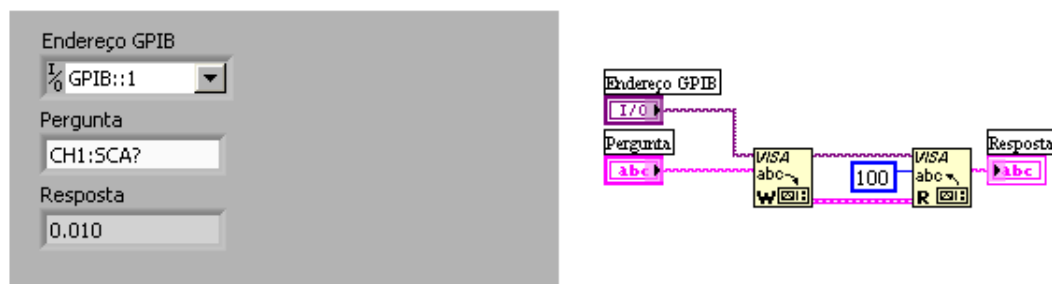 Endereço GPIB
I/O GPIB::1
Pergunta
CH1:SCA?
Resposta
0.010
Endereço GPIB
I/O
Pergunta
abc
VISA
abc
W
100
VISA
abc
R
Resposta
abc